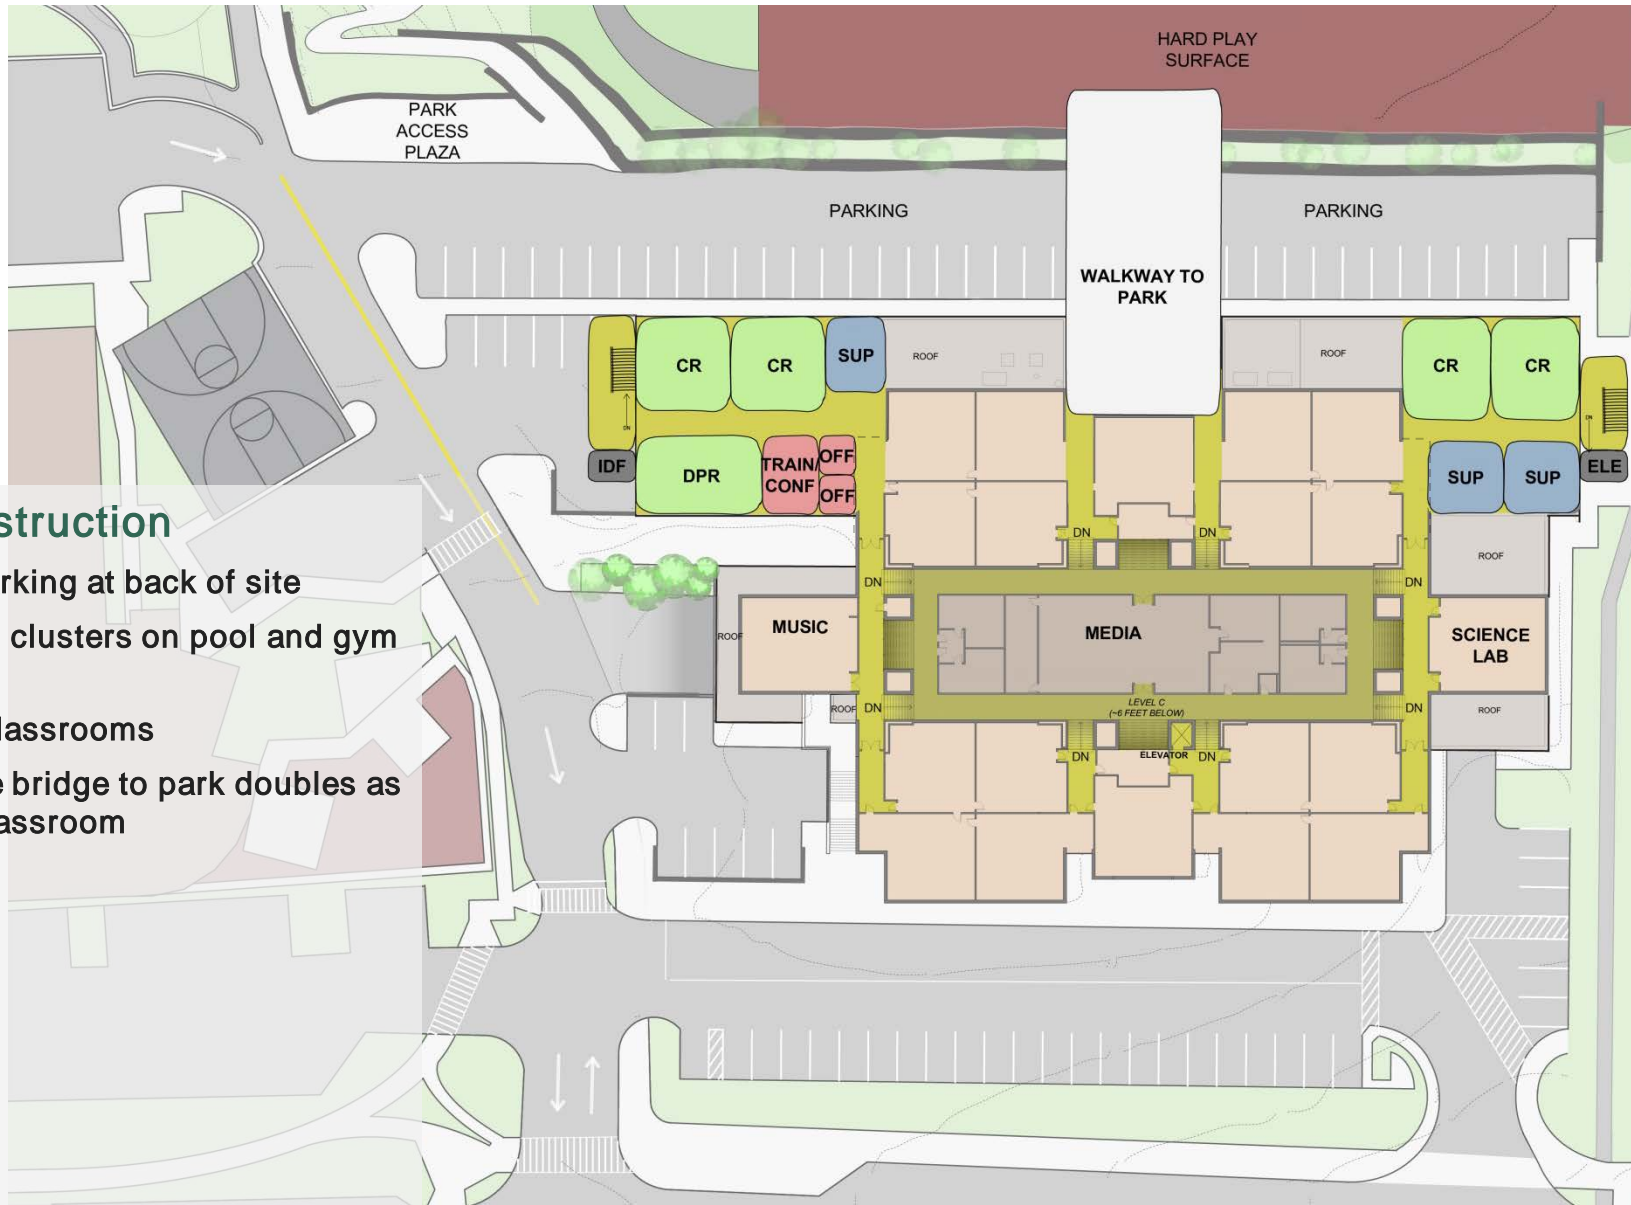 HARD PLAY
SURFACE
PARK
ACCESS
PLAZA
PARKING
PARKING
WALKWAY TO
PARK
CR
CR
SUP
ROOF
ROOF
CR
CR
DN
DN
IDF
DPR
TRAIN/
CONF
OFF
OFF
SUP
SUP
ELE
struction
rking at back of site
clusters on pool and gym
lassrooms
e bridge to park doubles as
assroom
DN
DN
ROOF
DN
DN
ROOF
MUSIC
MEDIA
SCIENCE
LAB
ROOF
DN
LEVEL C
(~6 FEET BELOW)
DN
ROOF
DN
ELEVATOR
DN